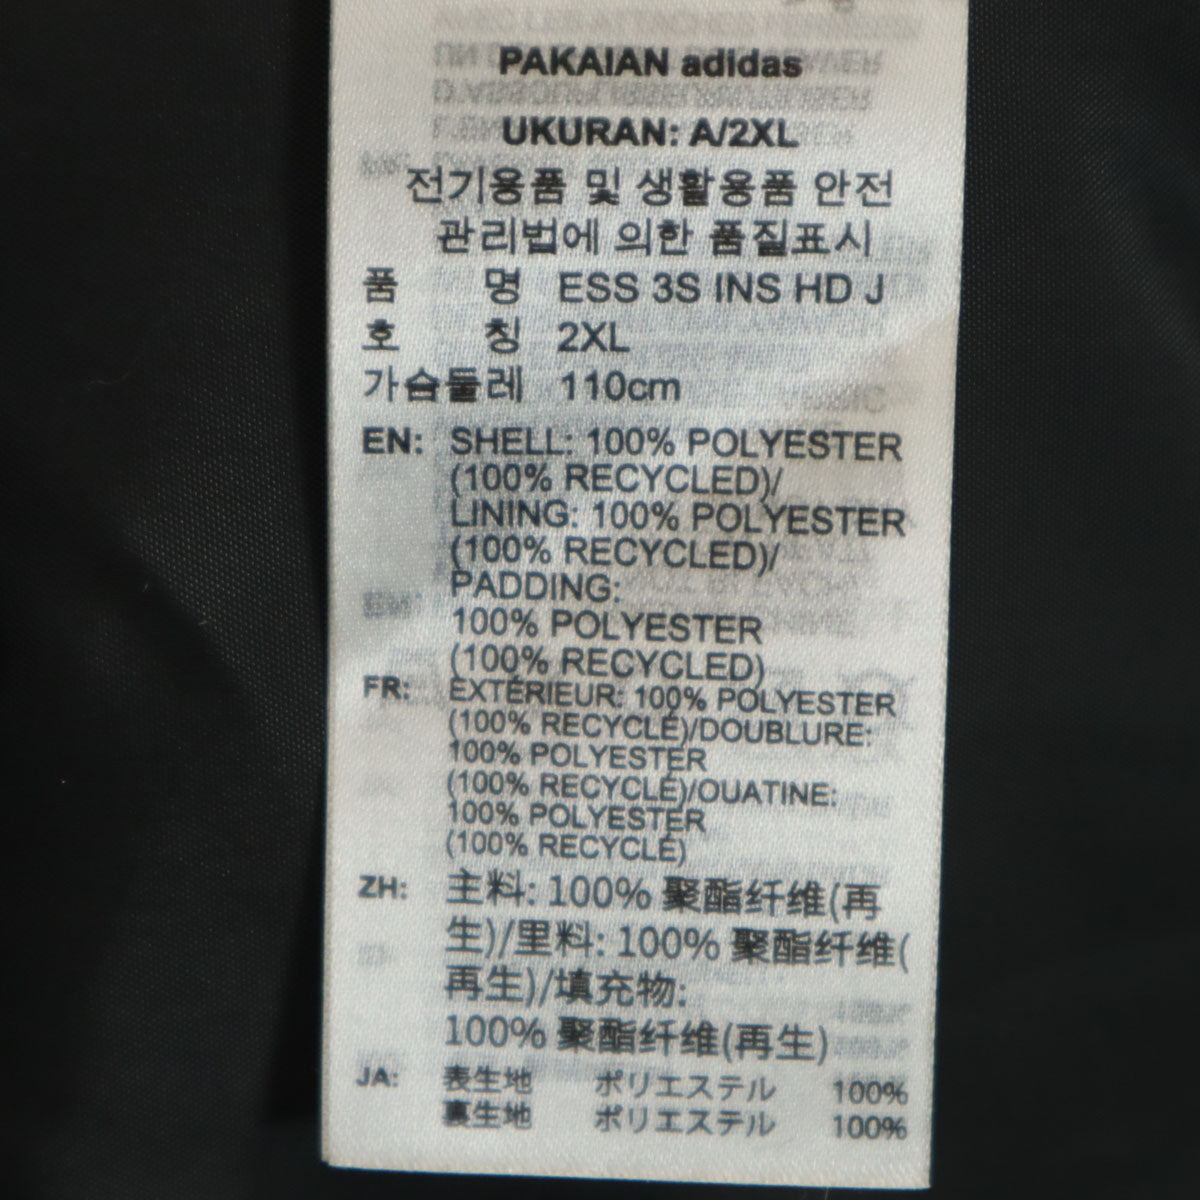 PAKAIAN adidas
UKURAN: A/2XL
전기용품 및 생활용품 안전
관리법에 의한 품질표시
품 명 ESS 3S INS HD J
호 칭 2XL
가슴둘레 110cm
EN: SHELL: 100% POLYESTER
(100% RECYCLED)/
LINING: 100% POLYESTER
(100% RECYCLED)/
PADDING:
100% POLYESTER
(100% RECYCLED)
FR: EXTÉRIEUR: 100% POLYESTER
(100% RECYCLÉ)/DOUBLURE:
100% POLYESTER
(100% RECYCLÉ)/OUATINE:
100% POLYESTER
(100% RECYCLÉ)
ZH: 主料: 100% 聚酯纤维(再
生)/里料: 100% 聚酯纤维(
再生)/填充物:
100% 聚酯纤维(再生)
JA: 表生地 ポリエステル 100%
裏生地 ポリエステル 100%